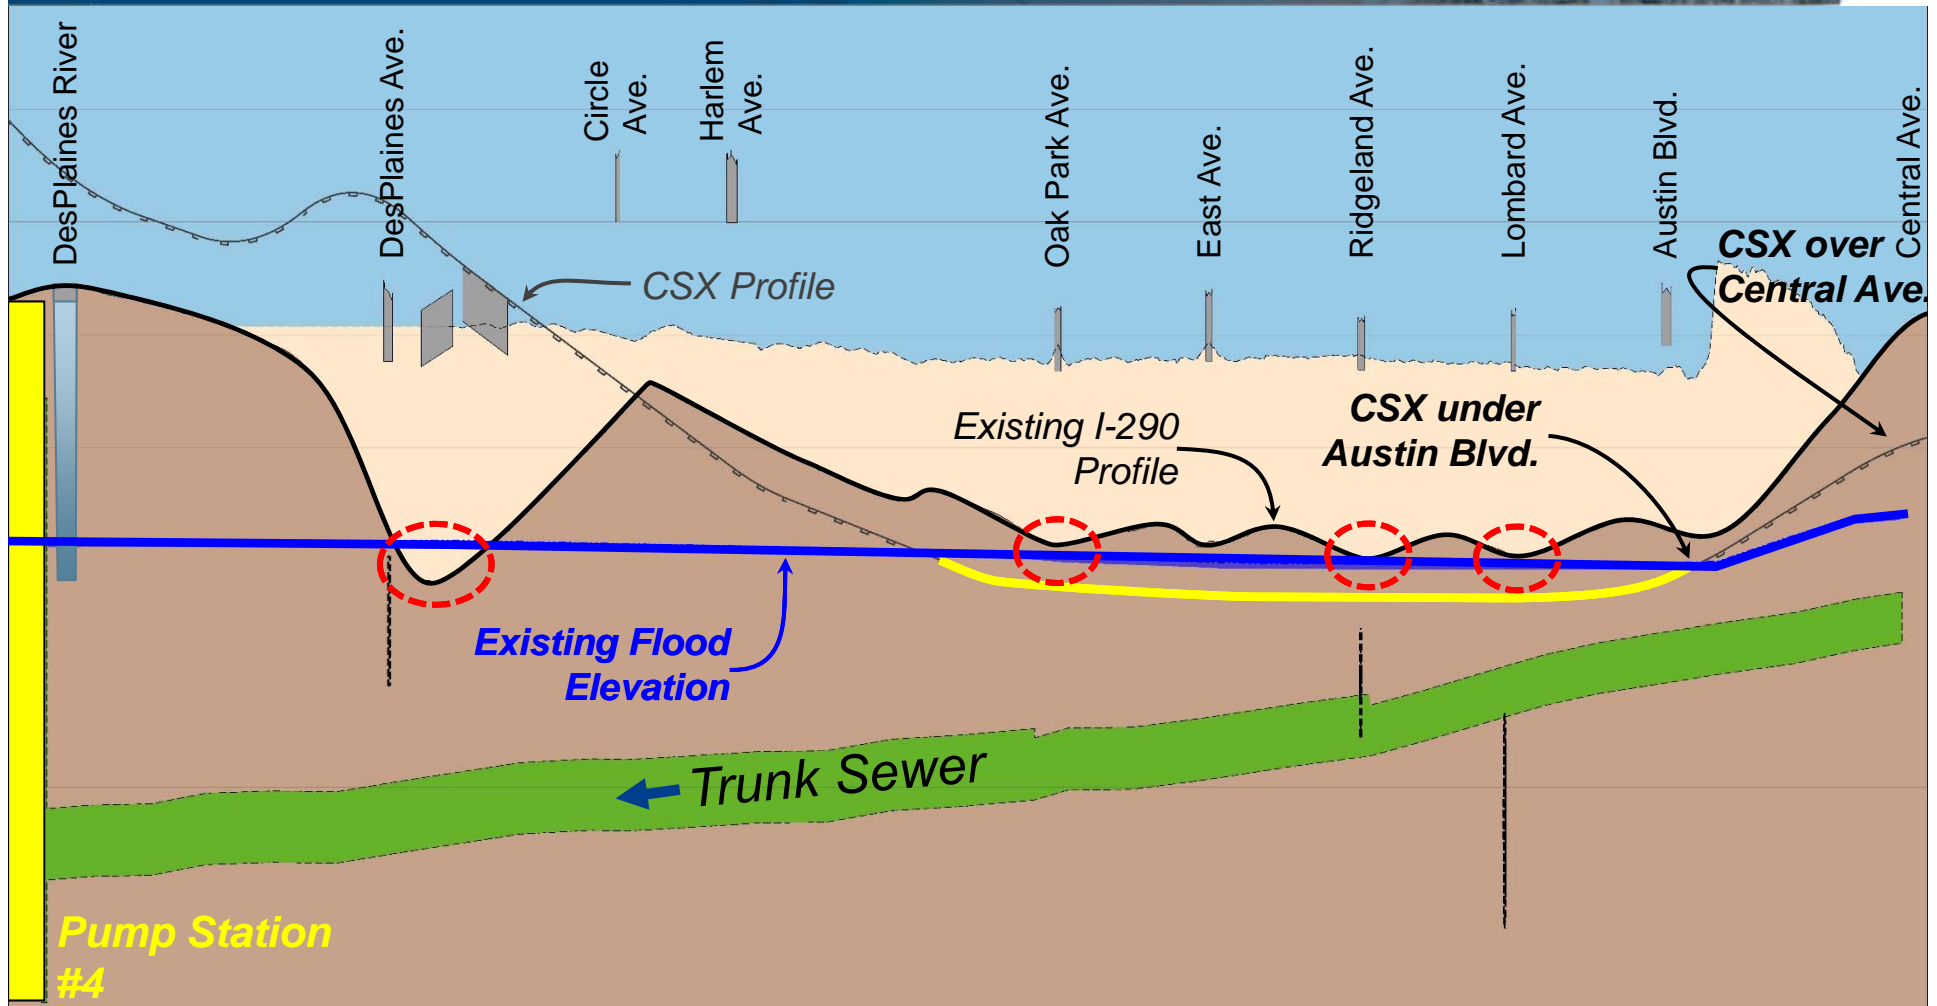 DesPlaines River
DesPlaines Ave.
Circle
Ave.
Harlem
Ave.
Oak Park Ave.
East Ave.
Ridgeland Ave.
Lombard Ave.
Austin Blvd.
Central Ave.
CSX over
Central Ave.
CSX Profile
Existing I-290
Profile
CSX under
Austin Blvd.
Existing Flood
Elevation
Trunk Sewer
Pump Station
#4